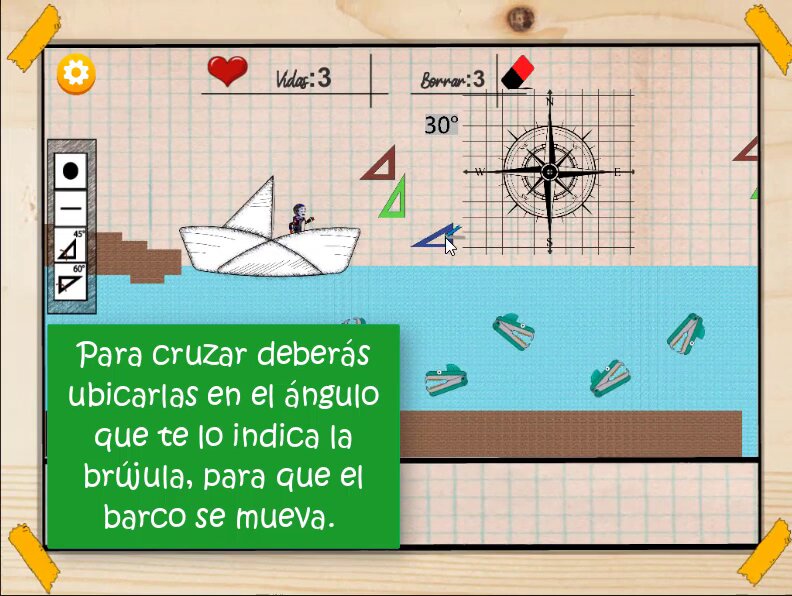 Vidas:3
Borrar:3
30°
N
W
E
S
45°
60°
Para cruzar deberás
ubicarlas en el ángulo
que te lo indica la
brújula, para que el
barco se mueva.